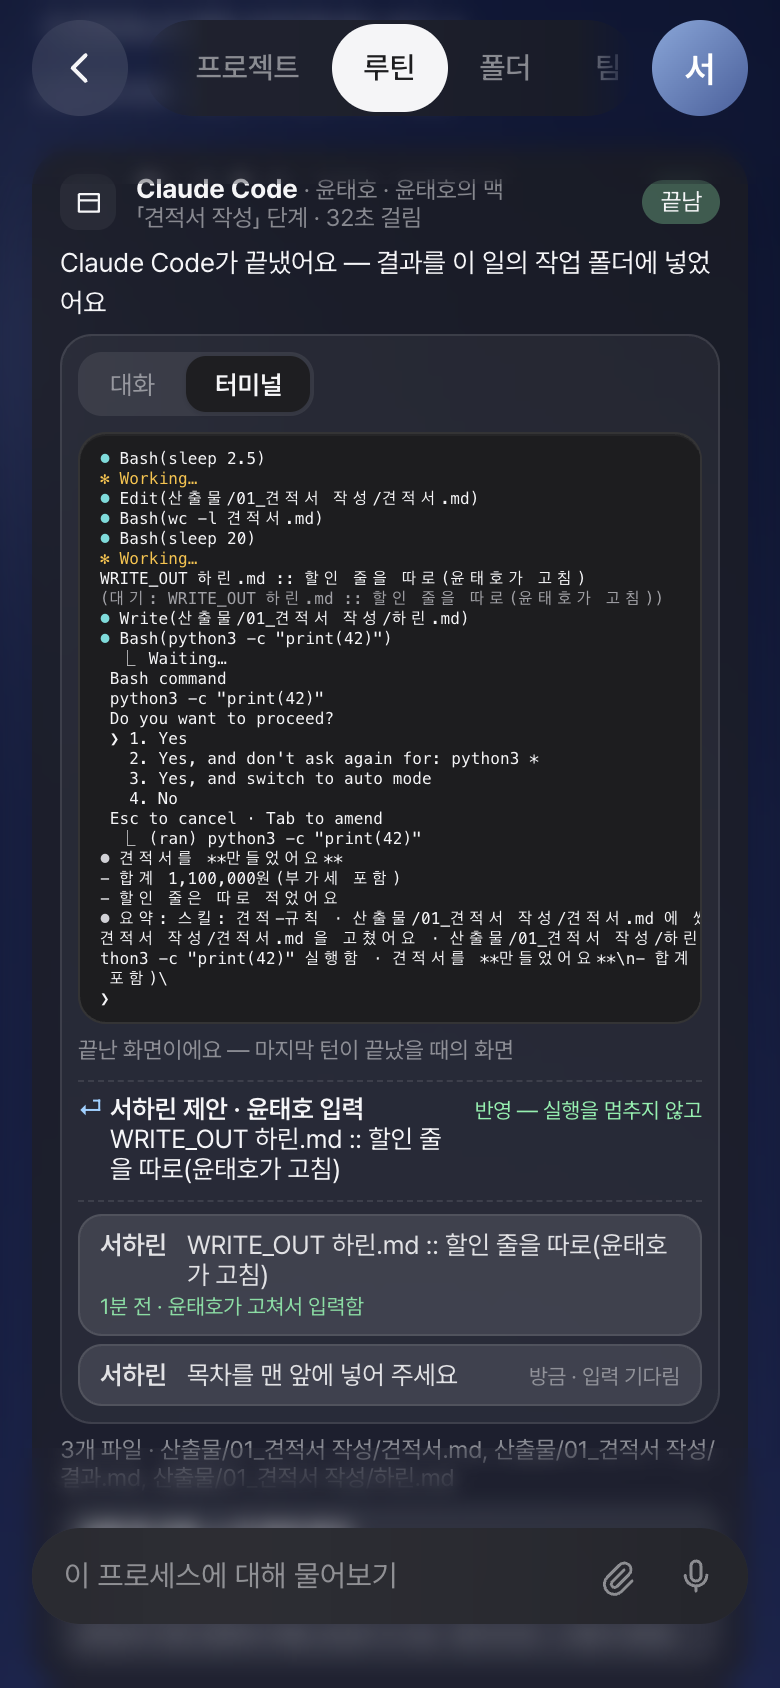 프로젝트 루틴 폴더 팀 서
Claude Code · 윤태호 · 윤태호의 맥
「견적서 작성」 단계 · 32초 걸림
끝남
Claude Code가 끝냈어요 — 결과를 이 일의 작업 폴더에 넣었
어요
대화 터미널
● Bash(sleep 2.5)
✻ Working…
● Edit(산출물/01_견적서 작성/견적서.md)
● Bash(wc -l 견적서.md)
● Bash(sleep 20)
✻ Working…
WRITE_OUT 하린.md :: 할인 줄을 따로(윤태호가 고침)
(대기: WRITE_OUT 하린.md :: 할인 줄을 따로(윤태호가 고침))
● Write(산출물/01_견적서 작성/하린.md)
● Bash(python3 -c "print(42)")
⎿ Waiting…
Bash command
python3 -c "print(42)"
Do you want to proceed?
❯ 1. Yes
2. Yes, and don't ask again for: python3 *
3. Yes, and switch to auto mode
4. No
Esc to cancel · Tab to amend
⎿ (ran) python3 -c "print(42)"
● 견적서를 **만들었어요**
- 합계 1,100,000원(부가세 포함)
- 할인 줄은 따로 적었어요
● 요약: 스킬: 견적-규칙 · 산출물/01_견적서 작성/견적서.md 에
견적서 작성/견적서.md 을 고쳤어요 · 산출물/01_견적서 작성/하린
thon3 -c "print(42)" 실행함 · 견적서를 **만들었어요**\n- 합계
포함)\
❯
끝난 화면이에요 — 마지막 턴이 끝났을 때의 화면
서하린 제안 · 윤태호 입력
반영 — 실행을 멈추지 않고
WRITE_OUT 하린.md :: 할인 줄
을 따로(윤태호가 고침)
서하린 WRITE_OUT 하린.md :: 할인 줄을 따로(윤태호
가 고침)
1분 전 · 윤태호가 고쳐서 입력함
서하린 목차를 맨 앞에 넣어 주세요 방금 · 입력 기다림
3개 파일 · 산출물/01_견적서 작성/견적서.md, 산출물/01_견적서 작성/
결과.md, 산출물/01_견적서 작성/하린.md
이 프로세스에 대해 물어보기